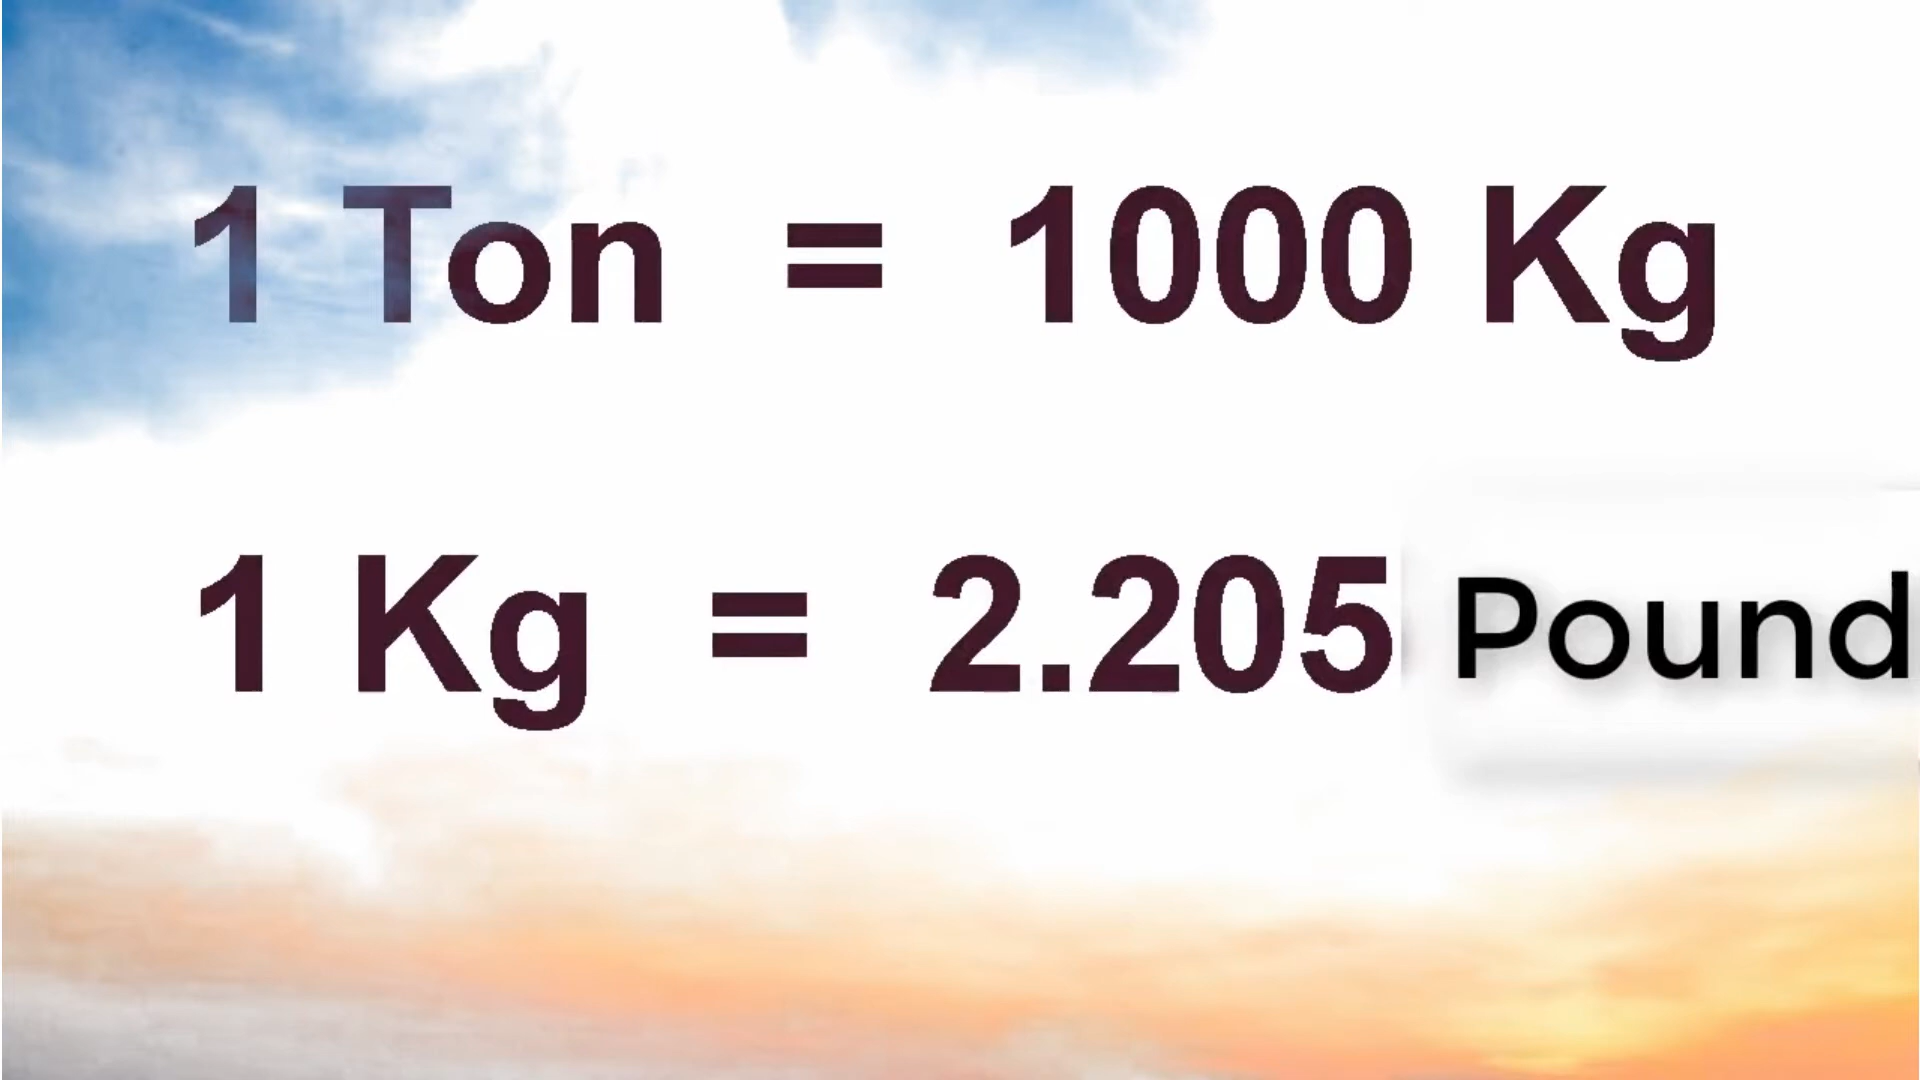 1 Ton = 1000 Kg
1 Kg = 2.205 Pound